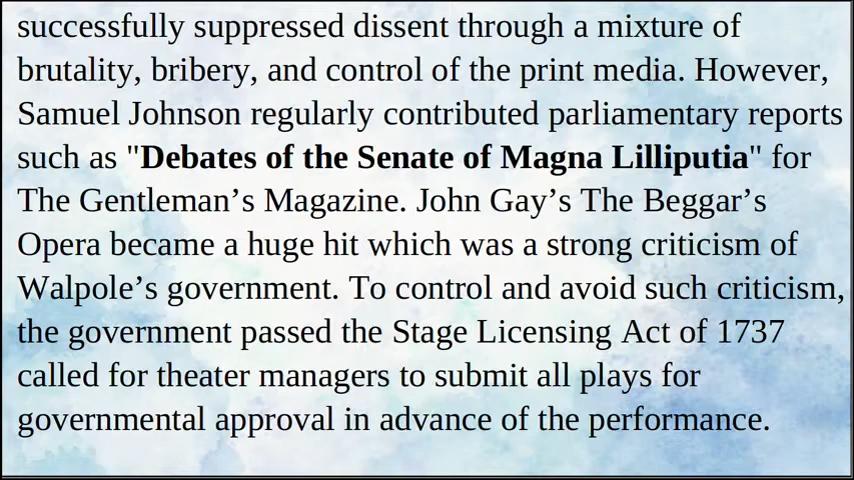 successfully suppressed dissent through a mixture of
brutality, bribery, and control of the print media. However,
Samuel Johnson regularly contributed parliamentary reports
such as "Debates of the Senate of Magna Lilliputia" for
The Gentleman’s Magazine. John Gay’s The Beggar’s
Opera became a huge hit which was a strong criticism of
Walpole’s government. To control and avoid such criticism,
the government passed the Stage Licensing Act of 1737
called for theater managers to submit all plays for
governmental approval in advance of the performance.